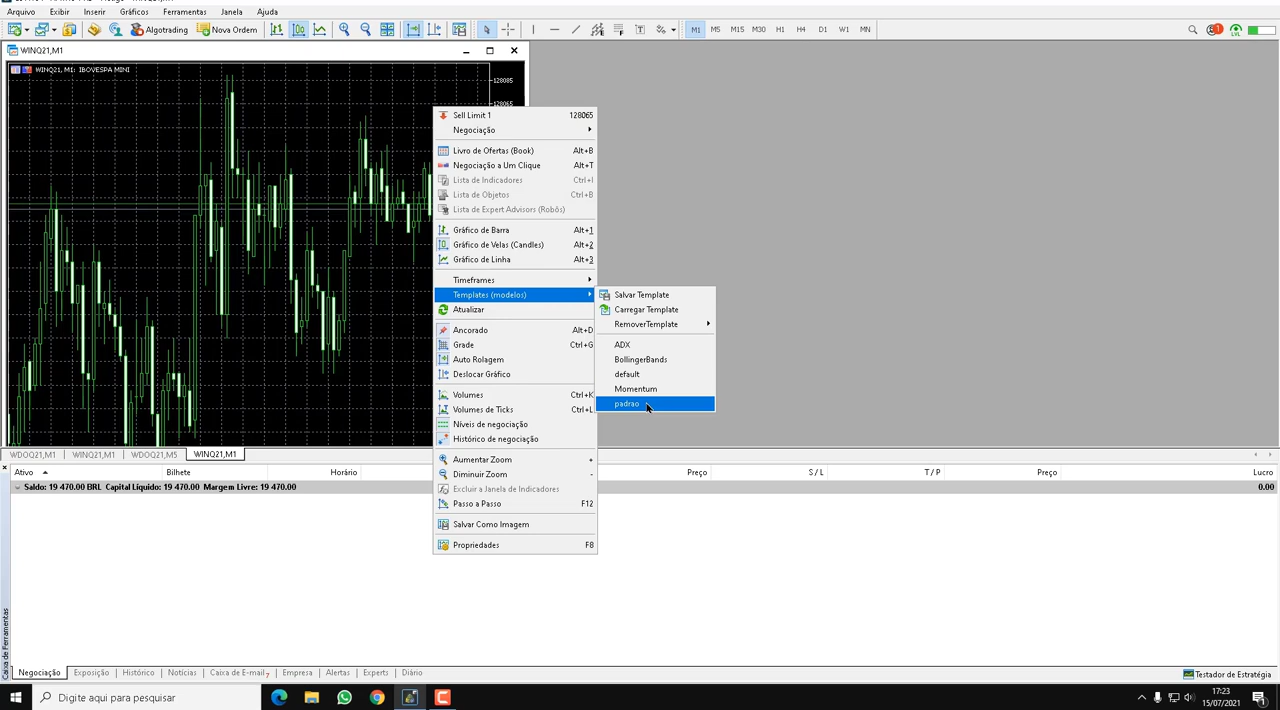 Arquivo Exibir Inserir Gráficos Ferramentas Janela Ajuda
Algotrading Nova Ordem M1 M5 M15 M30 H1 H4 D1 W1 MN
WINQ21,M1
WINQ21, M1: IBOVESPA MINI
128085
128065
Sell Limit 1 128065
Negociação
Livro de Ofertas (Book) Alt+B
Negociação a Um Clique Alt+T
Lista de Indicadores Ctrl+I
Lista de Objetos Ctrl+B
Lista de Expert Advisors (Robôs)
Gráfico de Barra Alt+1
Gráfico de Velas (Candles) Alt+2
Gráfico de Linha Alt+3
Timeframes
Templates (modelos)
Atualizar
Ancorado Alt+D
Grade Ctrl+G
Auto Rolagem
Deslocar Gráfico
Volumes Ctrl+K
Volumes de Ticks Ctrl+L
Níveis de negociação
Histórico de negociação
Aumentar Zoom +
Diminuir Zoom -
Excluir a Janela de Indicadores
Passo a Passo F12
Salvar Como Imagem
Propriedades F8
Salvar Template
Carregar Template
RemoverTemplate
ADX
BollingerBands
default
Momentum
padrao
WDOQ21,M1 WINQ21,M1 WDOQ21,M5 WINQ21,M1
Ativo Bilhete Horário Preço S / L T / P Preço Lucro
Saldo: 19 470.00 BRL Capital Líquido: 19 470.00 Margem Livre: 19 470.00 0.00
Caixa de Ferramentas
Negociação Exposição Histórico Notícias Caixa de E-mail 7 Empresa Alertas Experts Diário
Testador de Estratégia
Digite aqui para pesquisar
17:23
15/07/2021